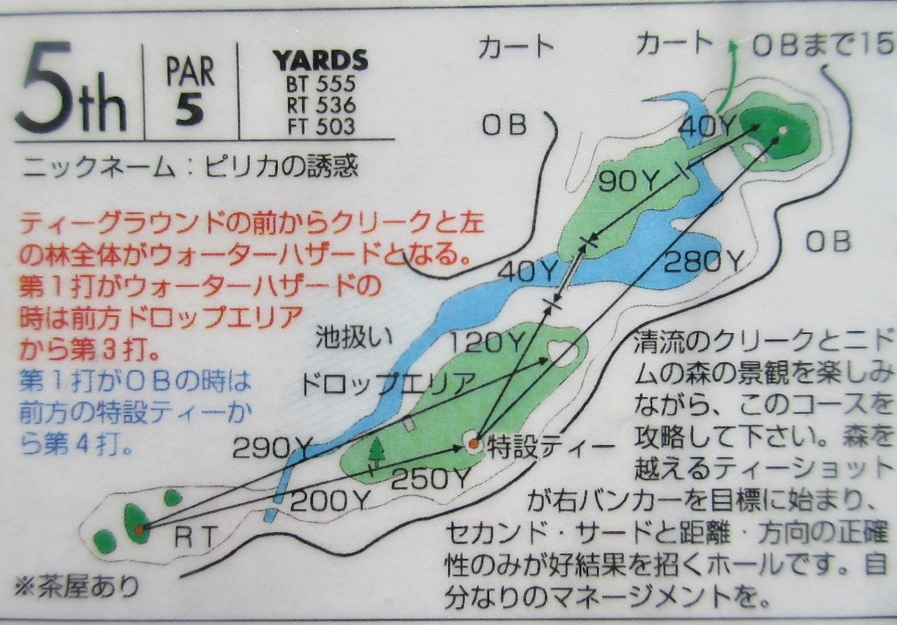 5th
PAR
5
YARDS
BT 555
RT 536
FT 503
カート
カート
OBまで15
OB
ニックネーム：ピリカの誘惑
ティーグラウンドの前からクリークと左
の林全体がウォーターハザードとなる。
第1打がウォーターハザードの
時は前方ドロップエリア
から第3打。
第1打がOBの時は
前方の特設ティーか
ら第4打。
40Y
90Y
OB
40Y
280Y
池扱い
120Y
ドロップエリア
290Y
特設ティー
250Y
200Y
RT
清流のクリークとニド
ムの森の景観を楽しみ
ながら、このコースを
攻略して下さい。森を
越えるティーショット
が右バンカーを目標に始まり、
セカンド・サードと距離・方向の正確
性のみが好結果を招くホールです。自
分なりのマネージメントを。
※茶屋あり